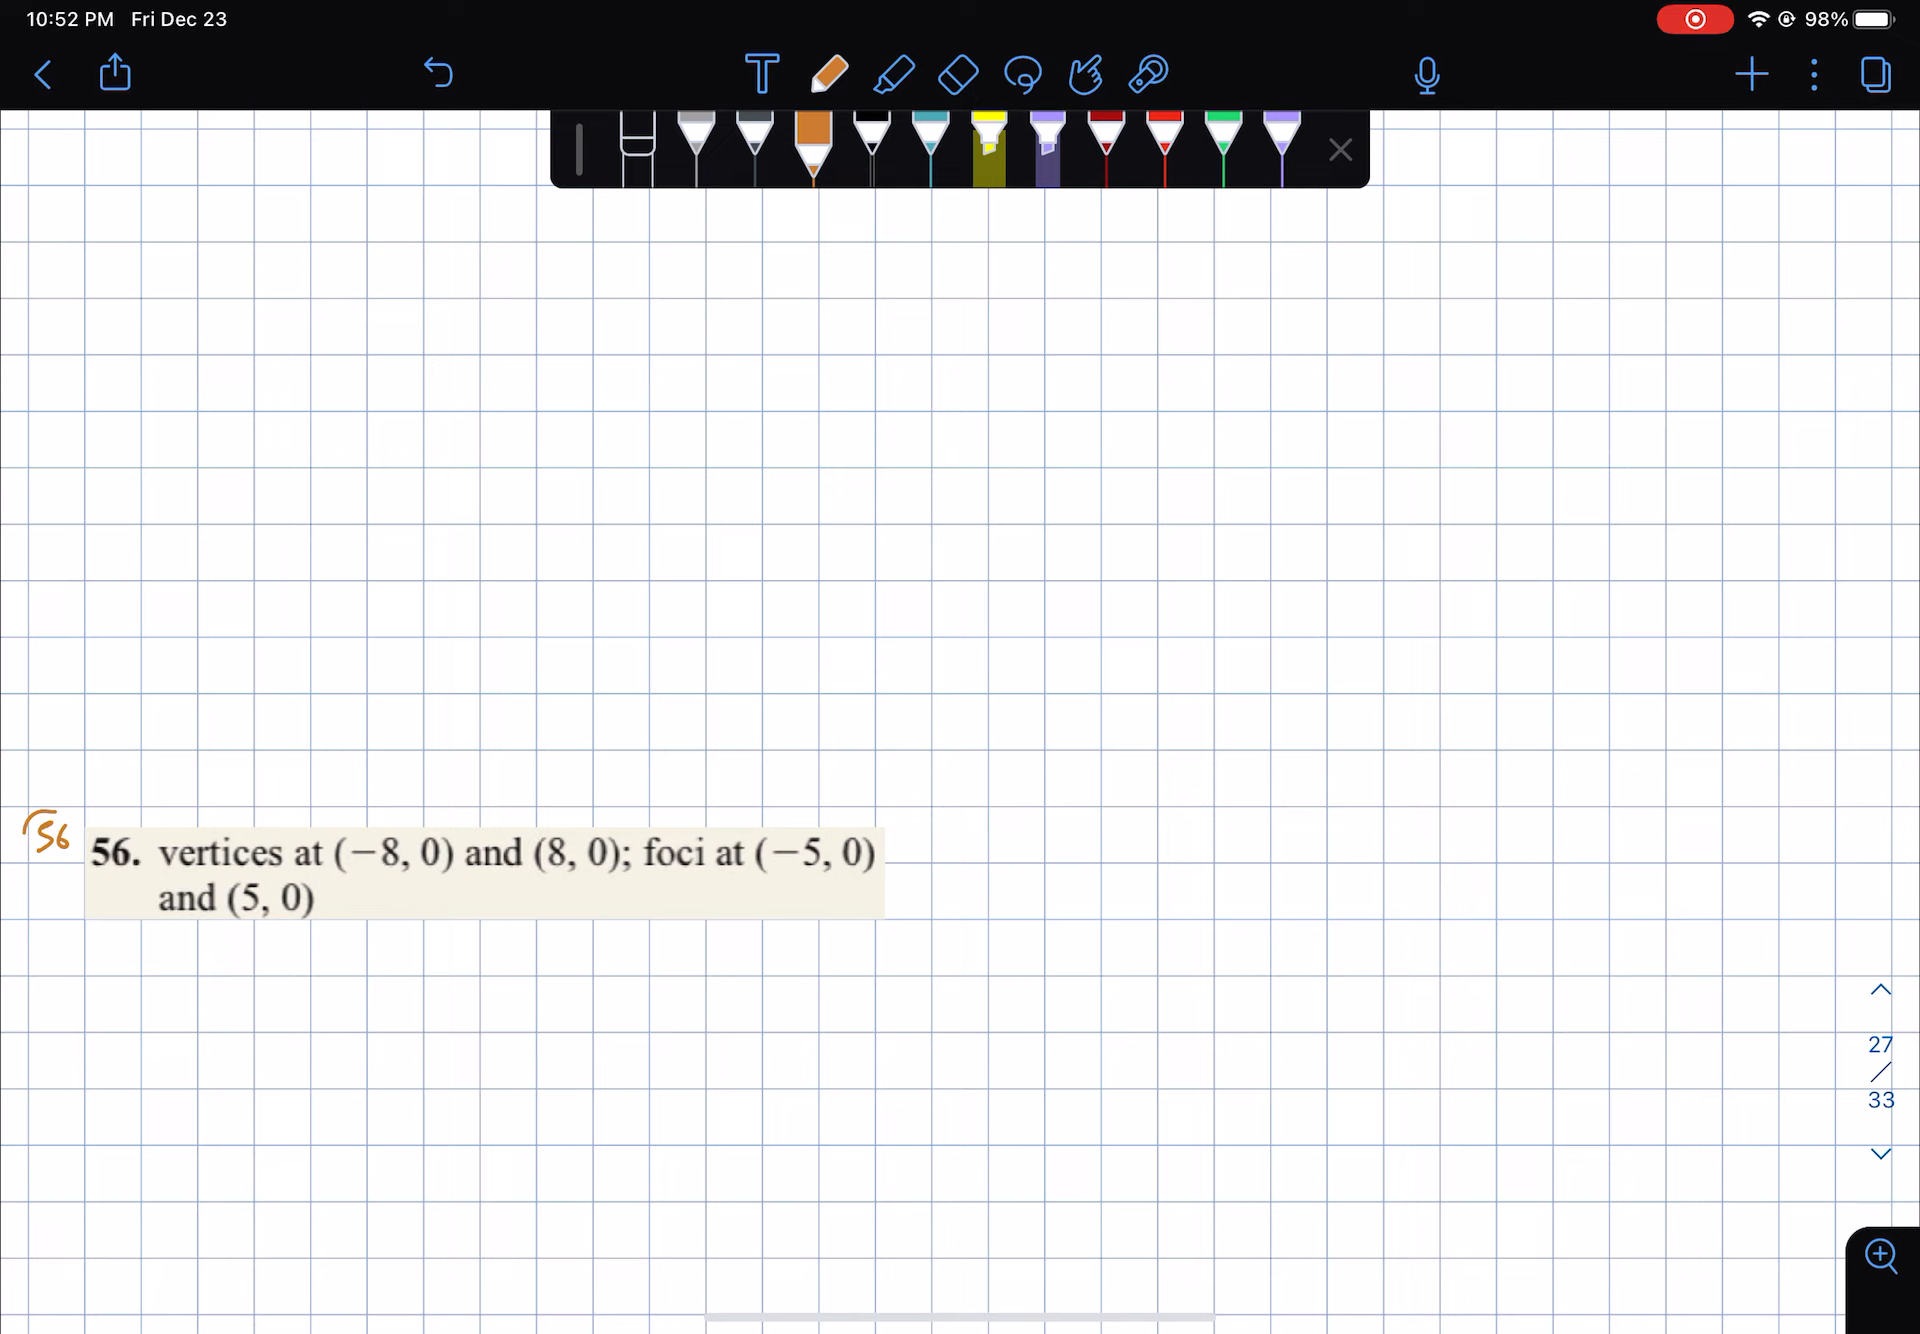 10:52 PM Fri Dec 23
98%
56
56. vertices at (−8, 0) and (8, 0); foci at (−5, 0)
and (5, 0)
27
/
33